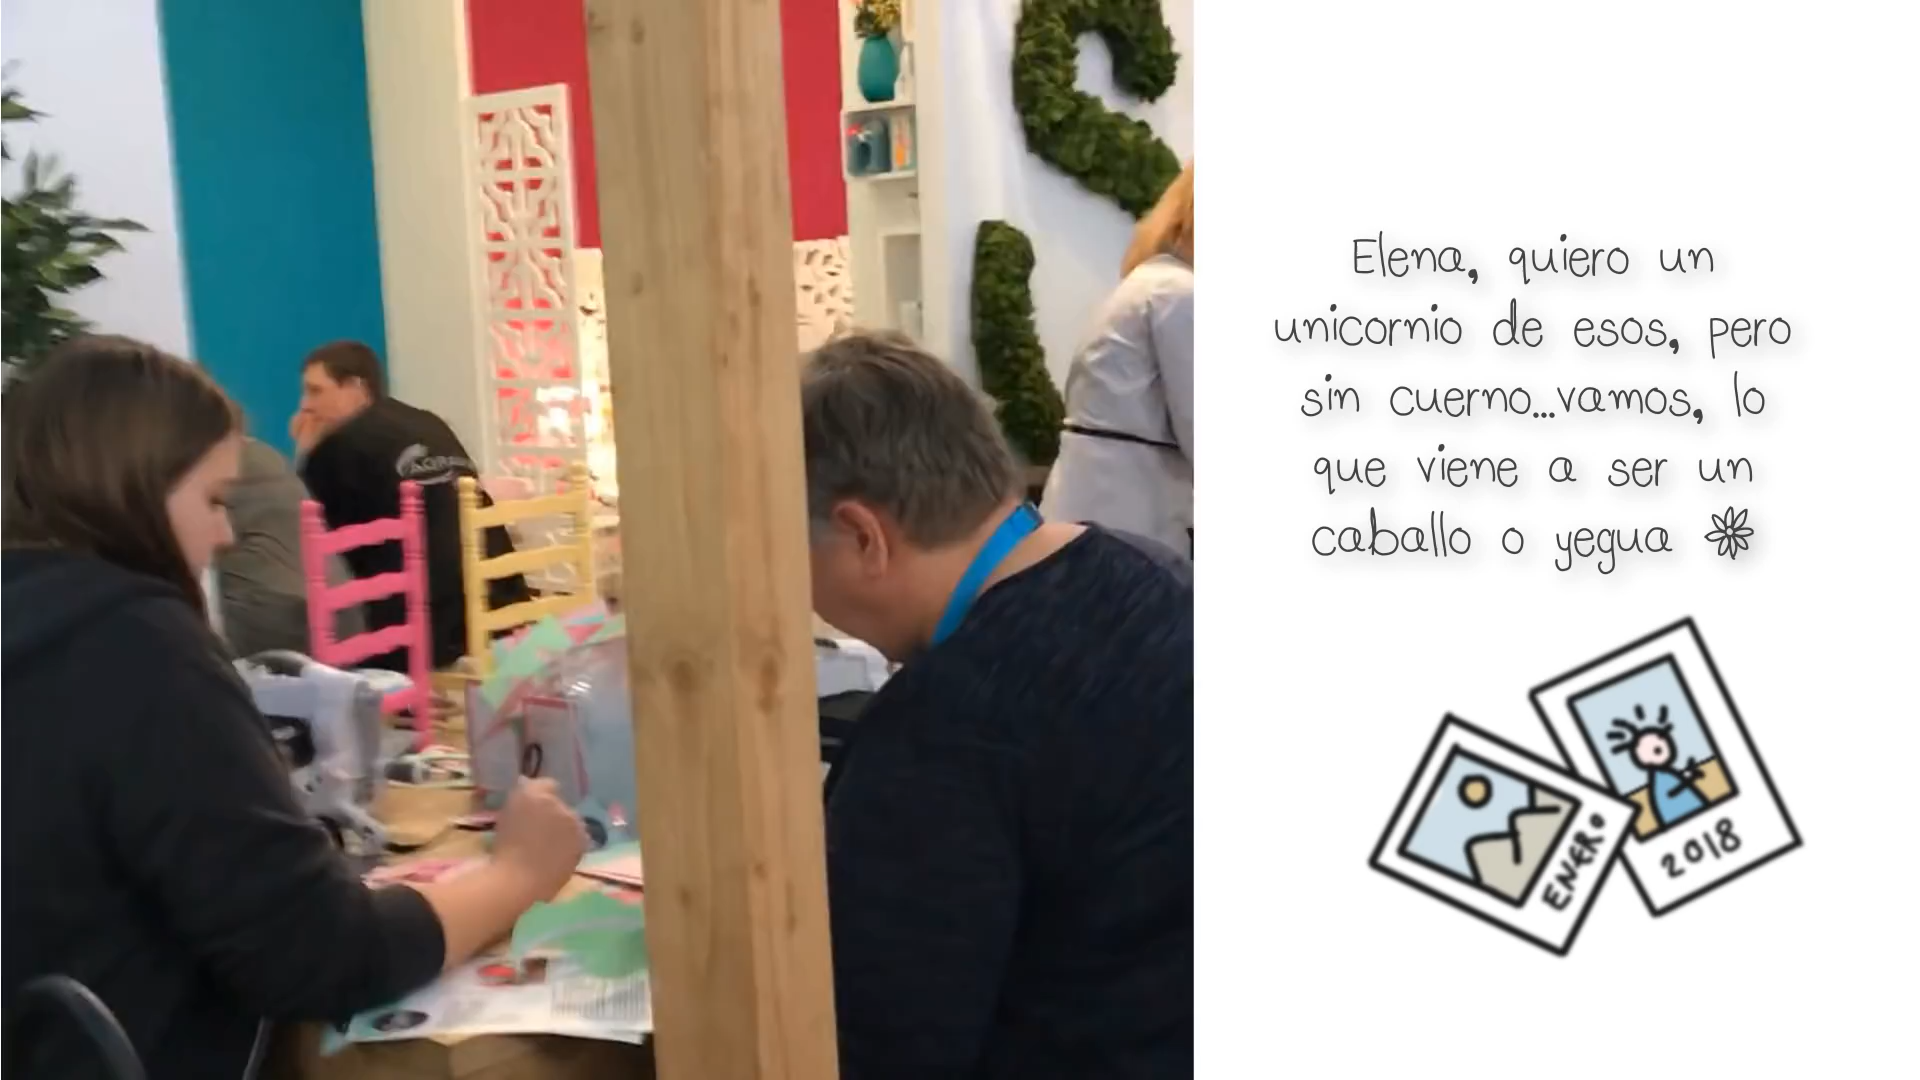 Elena, quiero un
unicornio de esos, pero
sin cuerno...vamos, lo
que viene a ser un
caballo o yegua
ENERO
2018